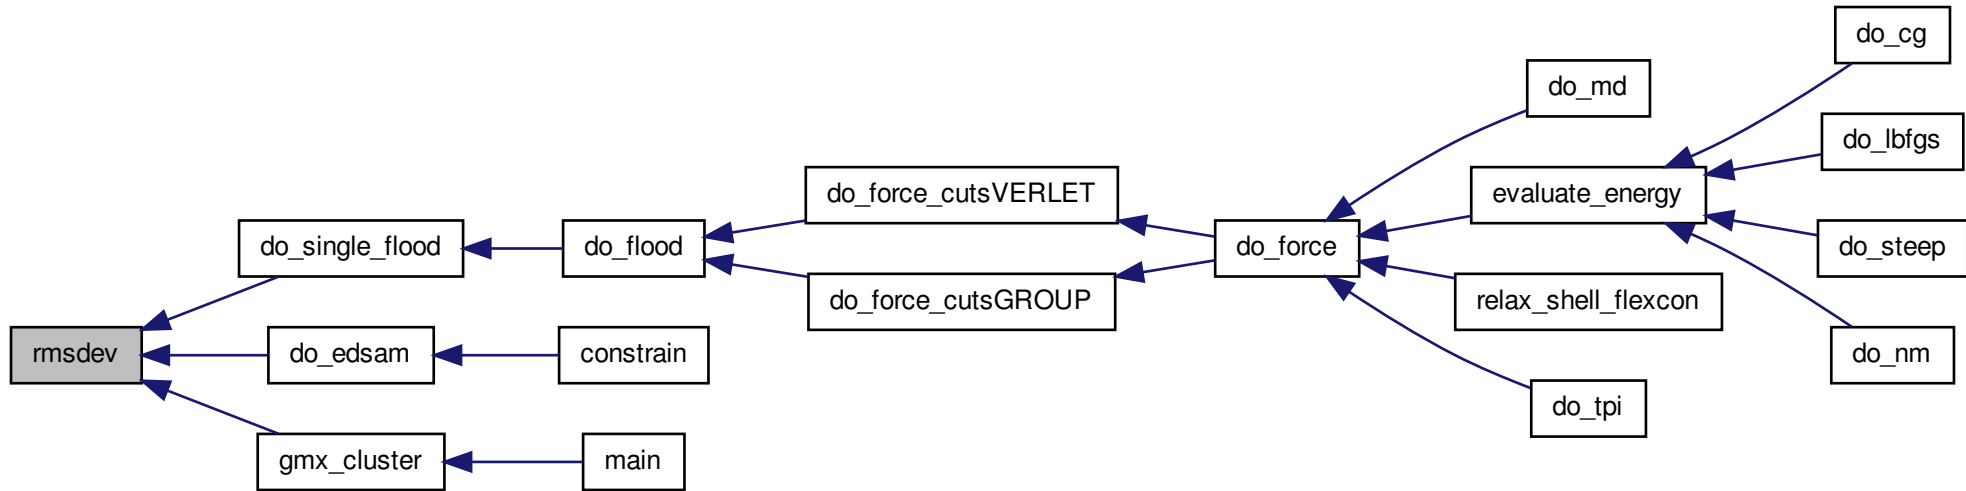 rmsdev
do_single_flood
do_edsam
gmx_cluster
do_flood
constrain
main
do_force_cutsVERLET
do_force_cutsGROUP
do_force
do_md
evaluate_energy
relax_shell_flexcon
do_tpi
do_cg
do_lbfgs
do_steep
do_nm